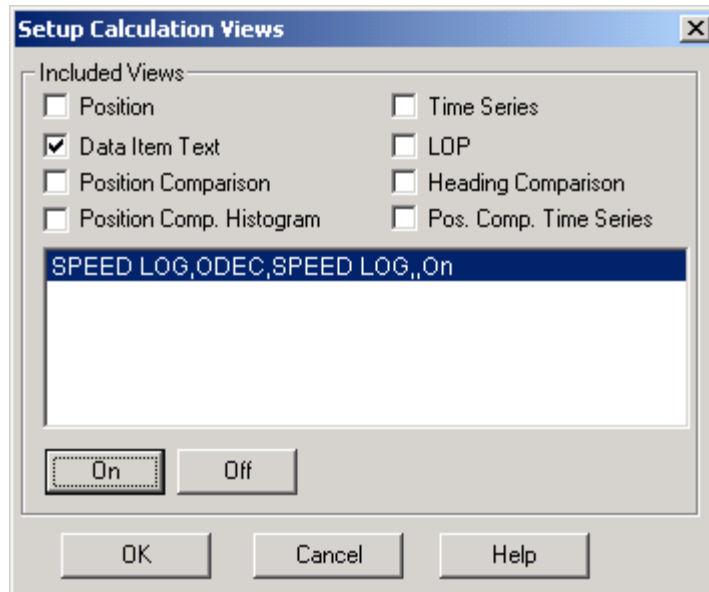 Setup Calculation Views
Included Views
Position
Time Series
Data Item Text
LOP
Position Comparison
Heading Comparison
Position Comp. Histogram
Pos. Comp. Time Series
SPEED LOG,ODEC,SPEED LOG,,On
On
Off
OK
Cancel
Help